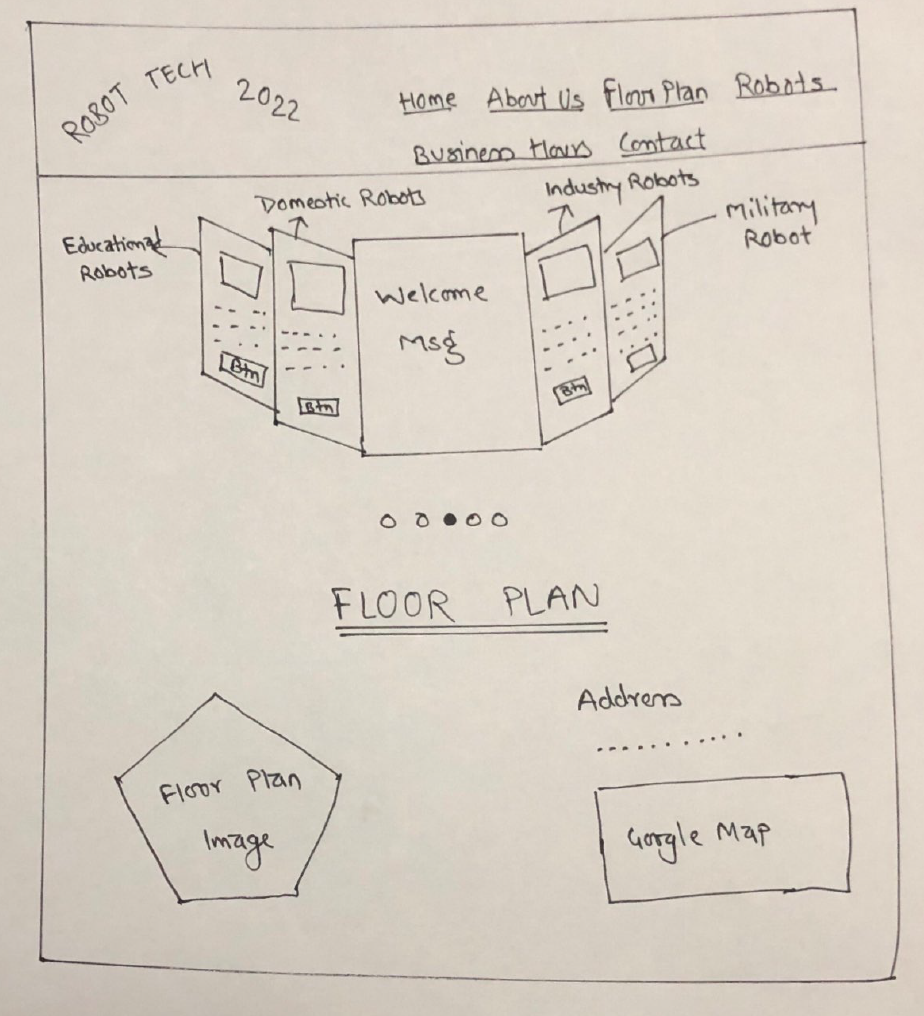 ROBOT TECH 2022
Home About Us Floor Plan Robots
Business Hours Contact
Domestic Robots
Industry Robots
Educational
Robots
Military
Robot
Welcome
Msg
Btn
Btn
Btn
FLOOR PLAN
Address
Floor Plan
Image
Google Map